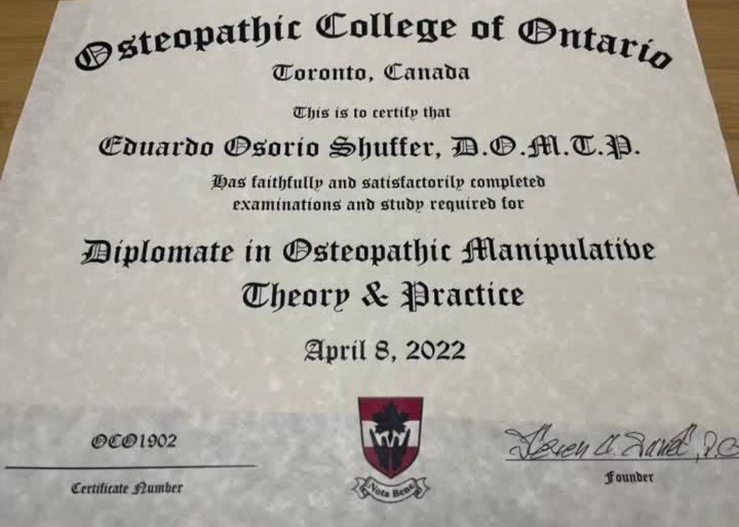 Osteopathic College of Ontario
Toronto, Canada
This is to certify that
Eduardo Osorio Shuffer, D.O.M.T.P.
Has faithfully and satisfactorily completed
examinations and study required for
Diplomate in Osteopathic Manipulative
Theory & Practice
April 8, 2022
OCO1902
Certificate Number
Nota Bene
Founder